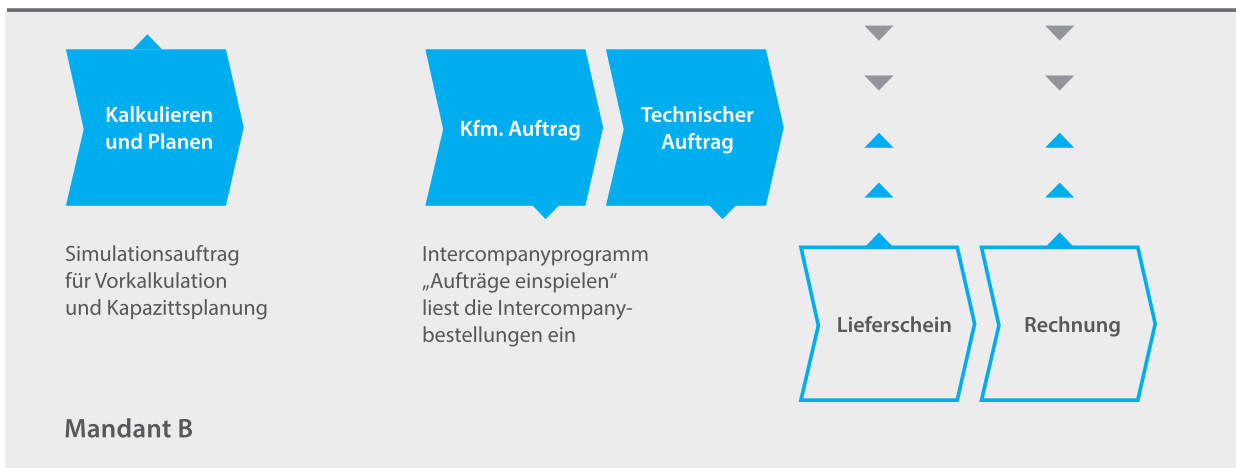 Kalkulieren
und Planen
Kfm. Auftrag
Technischer
Auftrag
Simulationsauftrag
für Vorkalkulation
und Kapazittsplanung
Intercompanyprogramm
„Aufträge einspielen“
liest die Intercompany-
bestellungen ein
Lieferschein
Rechnung
Mandant B